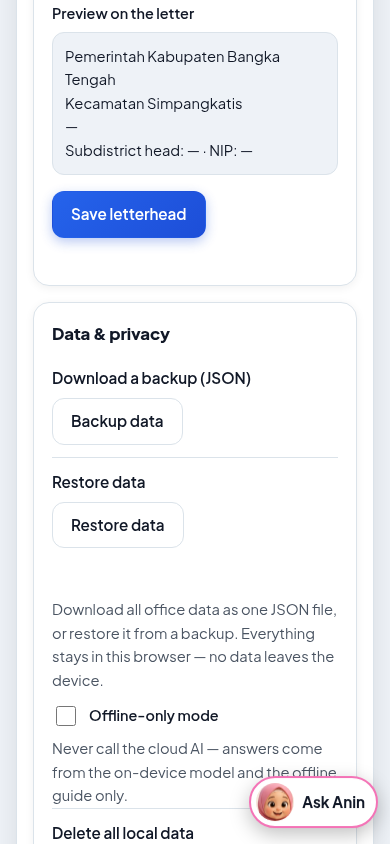 Preview on the letter
Pemerintah Kabupaten Bangka
Tengah
Kecamatan Simpangkatis
—
Subdistrict head: — · NIP: —
Save letterhead
Data & privacy
Download a backup (JSON)
Backup data
Restore data
Restore data
Download all office data as one JSON file,
or restore it from a backup. Everything
stays in this browser — no data leaves the
device.
Offline-only mode
Never call the cloud AI — answers come
from the on-device model and the offline
guide only.
Ask Anin
Delete all local data